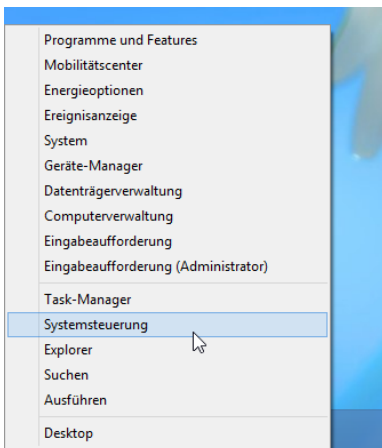 Programme und Features
Mobilitätscenter
Energieoptionen
Ereignisanzeige
System
Geräte-Manager
Datenträgerverwaltung
Computerverwaltung
Eingabeaufforderung
Eingabeaufforderung (Administrator)
Task-Manager
Systemsteuerung
Explorer
Suchen
Ausführen
Desktop